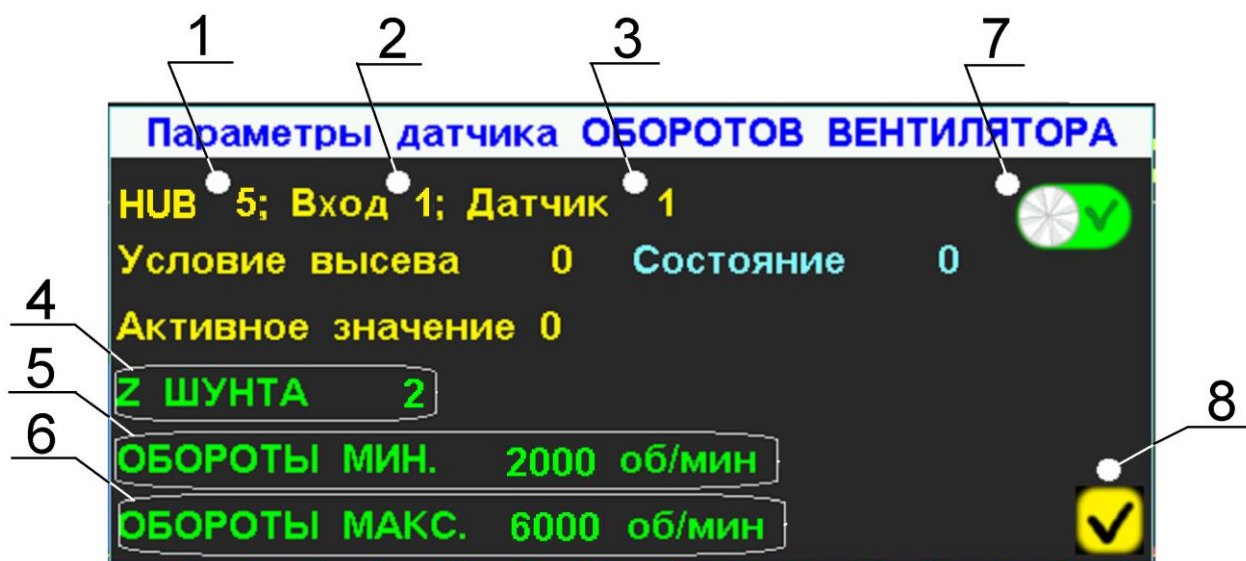 1 2 3 7
Параметры датчика ОБОРОТОВ ВЕНТИЛЯТОРА
HUB 5; Вход 1; Датчик 1
Условие высева 0 Состояние 0
4
Активное значение 0
5
Z ШУНТА 2
8
6
ОБОРОТЫ МИН. 2000 об/мин
ОБОРОТЫ МАКС. 6000 об/мин